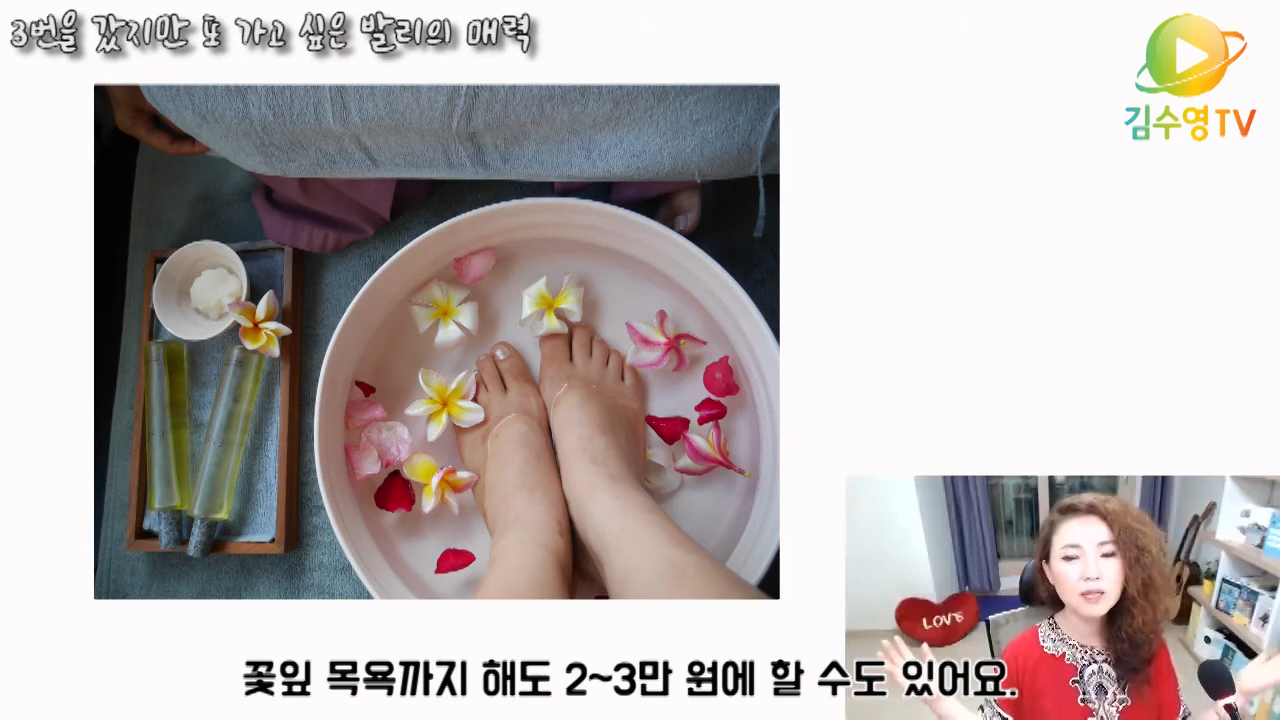 3번을 갔지만 또 가고 싶은 발리의 매력
김수영TV
LOVE
꽃잎 목욕까지 해도 2~3만 원에 할 수도 있어요.